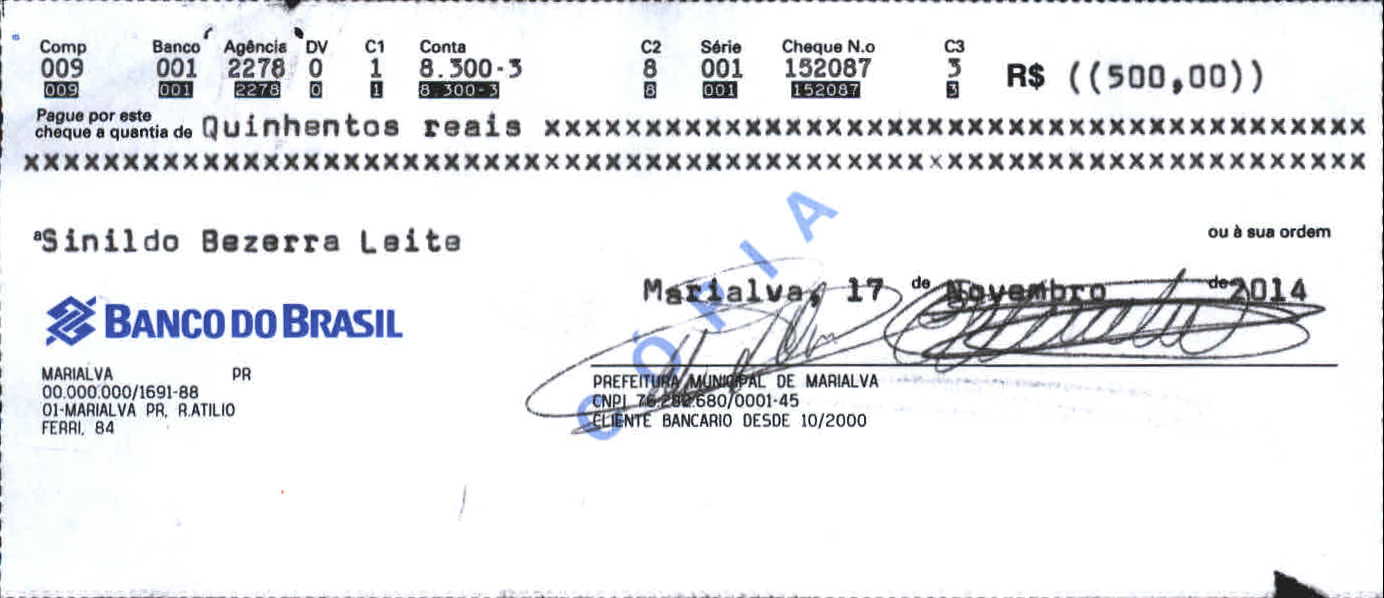 Comp Banco Agência DV C1 Conta C2 Série Cheque N.o C3
009 001 2278 0 1 8.300-3 8 001 152087 3 R$ ((500,00))
009 001 2278 0 1 8 300-3 8 001 152087 3
Pague por este
cheque a quantia de Quinhentos reais xxxxxxxxxxxxxxxxxxxxxxxxxxxxxxxxxxxxxxxxx
xxxxxxxxxxxxxxxxxxxxxxxxxxxxxxxxxxxxxxxxxxxxxxxxxxxxxxxxxxxxxxxxxxx
a Sinildo Bezerra Leite ou à sua ordem
CÓPIA
Marialva, 17 de Novembro de 2014
BANCO DO BRASIL
MARIALVA PR
00.000.000/1691-88
01-MARIALVA PR, R.ATILIO
FERRI, 84
PREFEITURA MUNICIPAL DE MARIALVA
CNPJ 76.282.680/0001-45
CLIENTE BANCARIO DESDE 10/2000